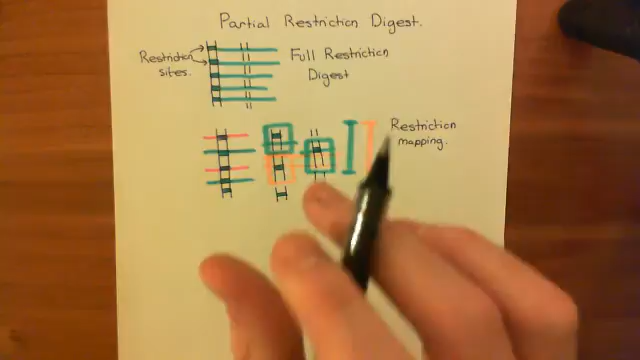 Partial Restriction Digest.
Restriction
sites.
Full Restriction
Digest
Restriction
mapping.